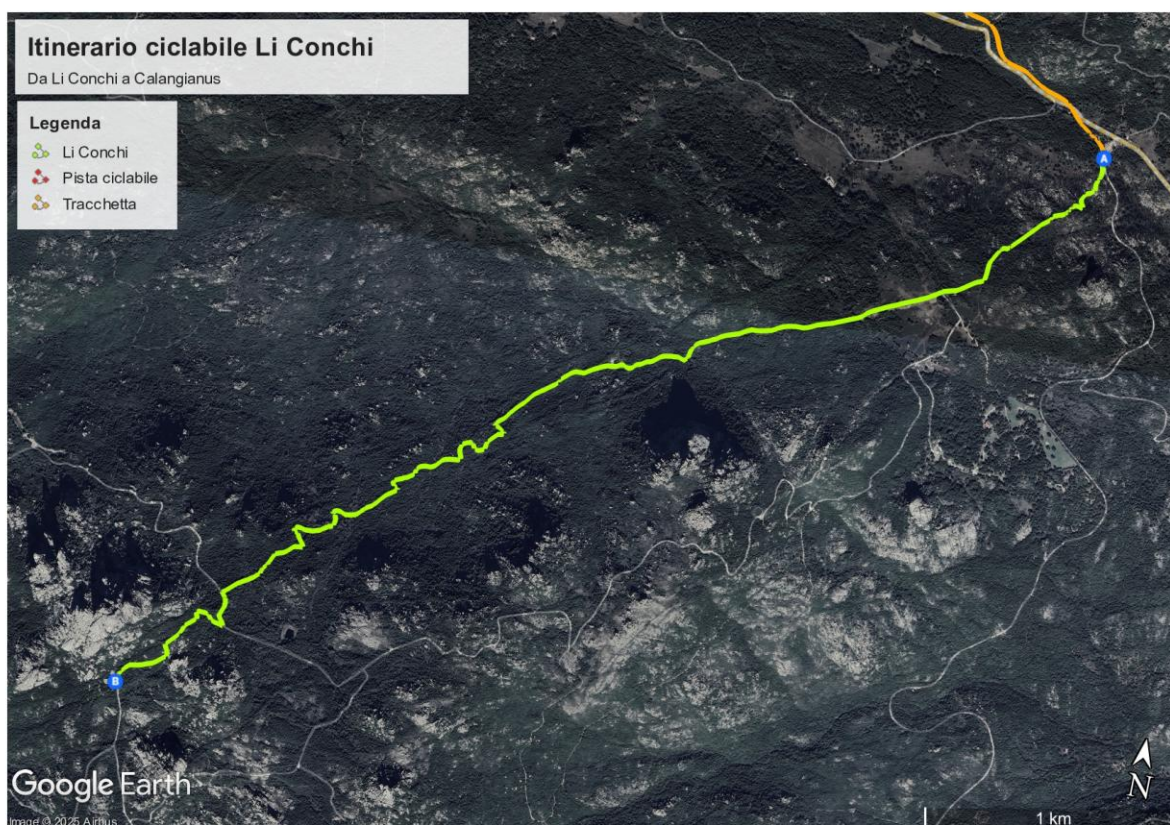 Itinerario ciclabile Li Conchi
Da Li Conchi a Calangianus
Legenda
Li Conchi
Pista ciclabile
Tracchetta
A
B
Google Earth
N
Image © 2025 Airbus
1 km